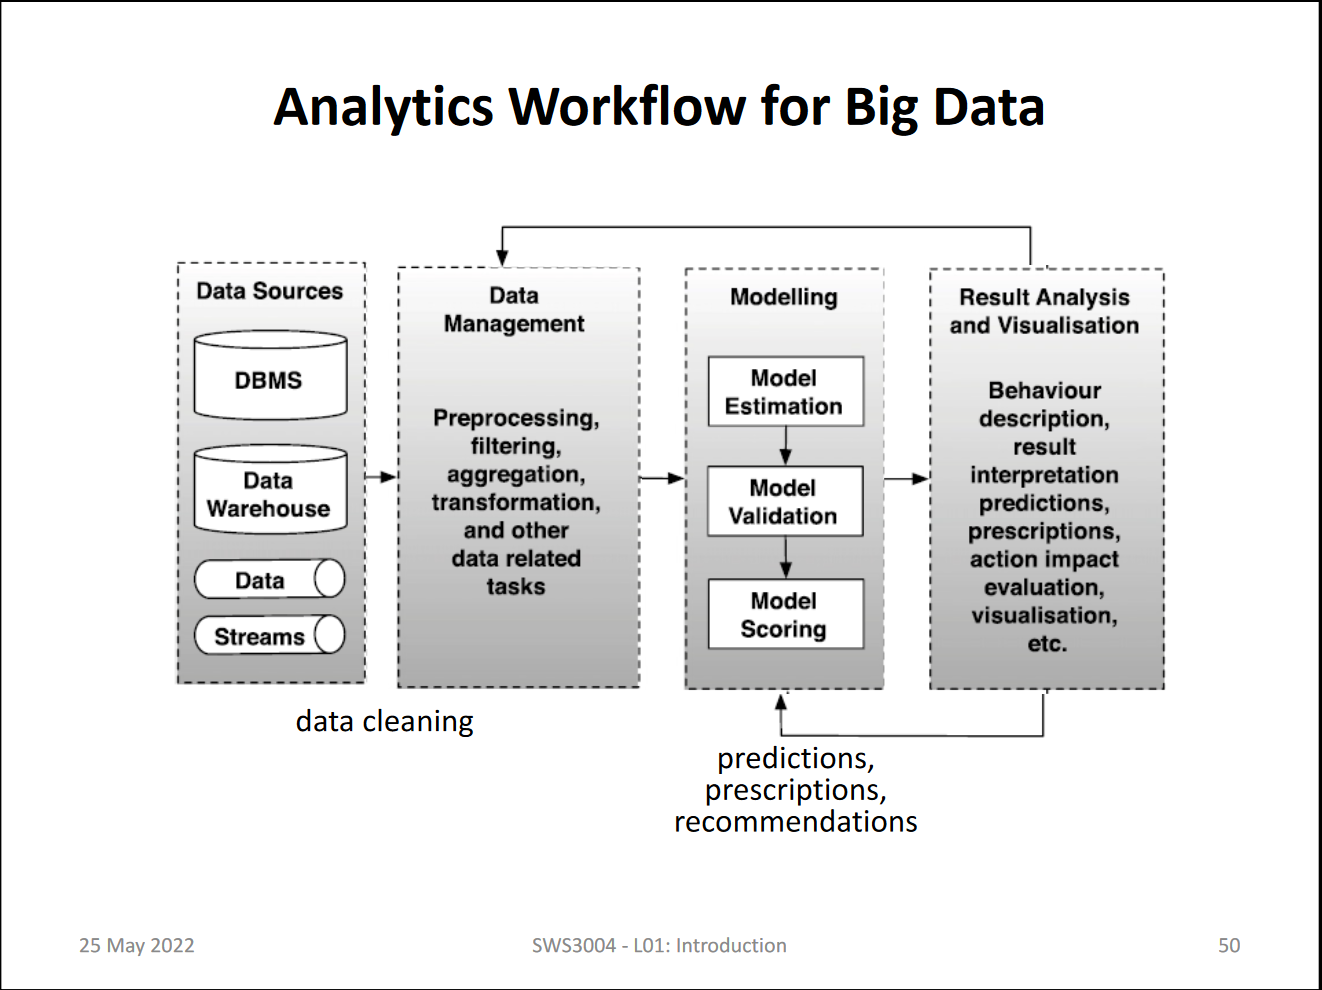 Analytics Workflow for Big Data
Data Sources
DBMS
Data
Warehouse
Data
Streams
Data
Management
Preprocessing,
filtering,
aggregation,
transformation,
and other
data related
tasks
Modelling
Model
Estimation
Model
Validation
Model
Scoring
Result Analysis
and Visualisation
Behaviour
description,
result
interpretation
predictions,
prescriptions,
action impact
evaluation,
visualisation,
etc.
data cleaning
predictions,
prescriptions,
recommendations
25 May 2022
SWS3004 - L01: Introduction
50